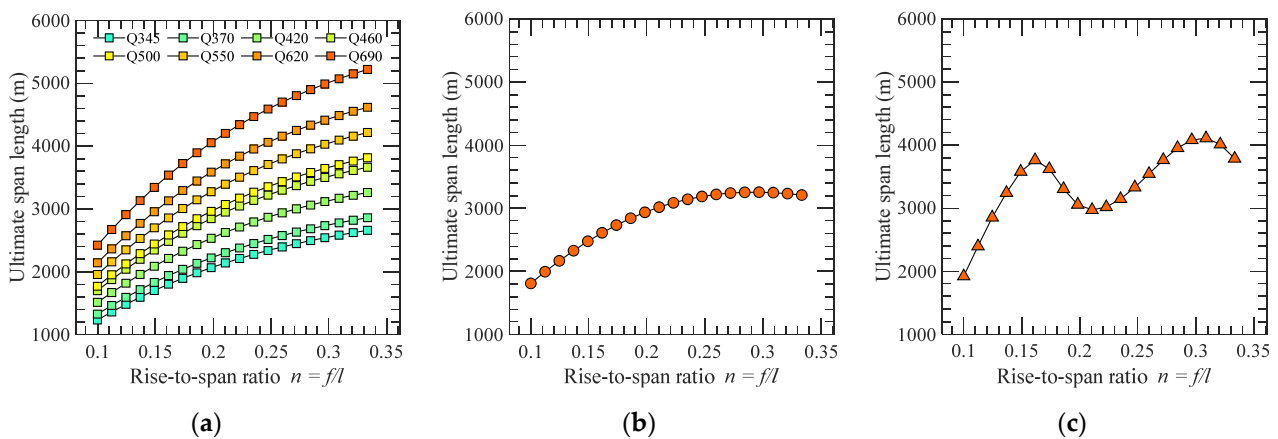 6000
5000
4000
3000
2000
1000
Ultimate span length (m)
Q345 Q370 Q420 Q460
Q500 Q550 Q620 Q690
0.1 0.15 0.2 0.25 0.3 0.35
Rise-to-span ratio n = f/l
(a)
6000
5000
4000
3000
2000
1000
Ultimate span length (m)
0.1 0.15 0.2 0.25 0.3 0.35
Rise-to-span ratio n = f/l
(b)
6000
5000
4000
3000
2000
1000
Ultimate span length (m)
0.1 0.15 0.2 0.25 0.3 0.35
Rise-to-span ratio n = f/l
(c)